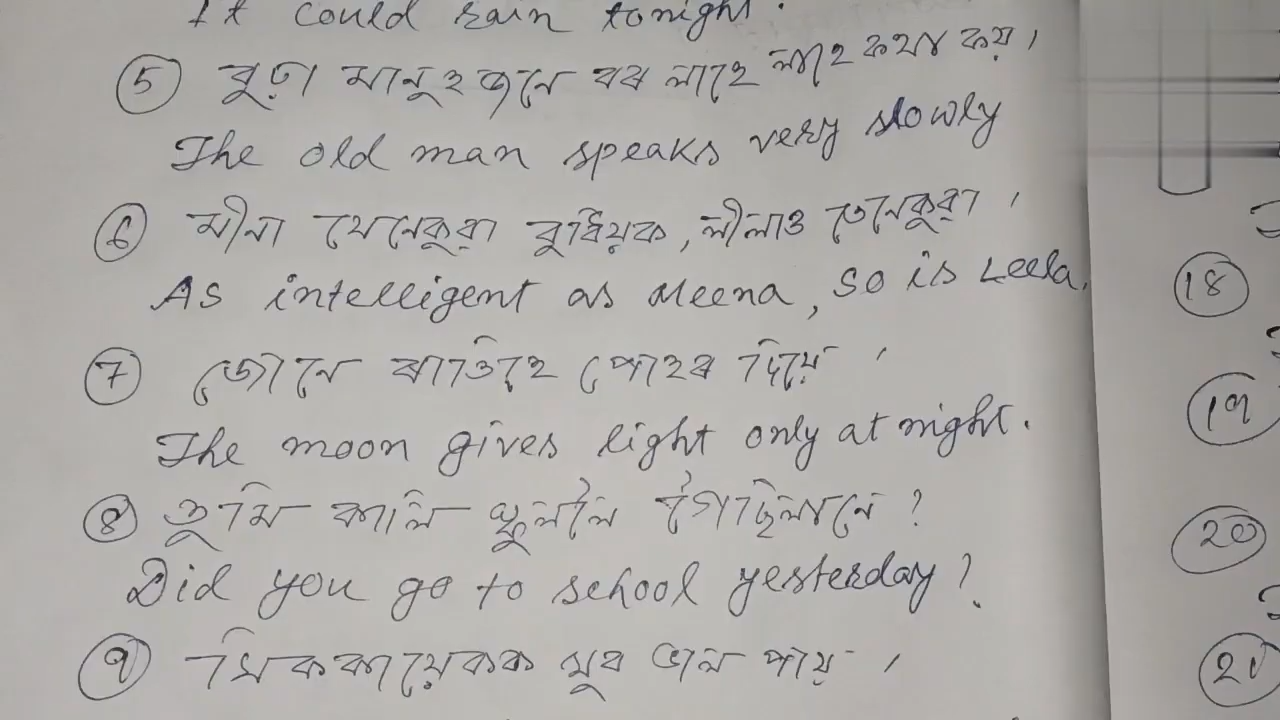 It could rain tonight.
5 বুঢ়া মানুহজনে বৰ লাহে লাহে কথা কয়।
The old man speaks very slowly
6 মীনা যেনেকুৱা বুধিয়ক, লীলাও তেনেকুৱা।
As intelligent as Meena, so is Leela.
7 জোনে ৰাতিহে পোহৰ দিয়ে।
The moon gives light only at night.
8 তুমি কালি স্কুললৈ গৈছিলানে?
Did you go to school yesterday?
9 খুব ভাল পায়।
18
19
20
21